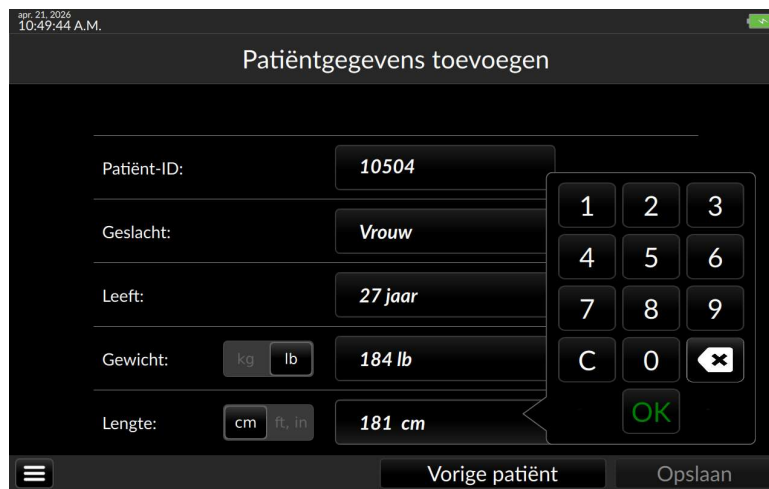 apr. 21, 2026
10:49:44 A.M.
Patiëntgegevens toevoegen
Patiënt-ID: 10504
Geslacht: Vrouw
Leeft: 27 jaar
Gewicht: kg lb 184 lb
Lengte: cm ft, in 181 cm
1 2 3
4 5 6
7 8 9
C 0
OK
Vorige patiënt Opslaan